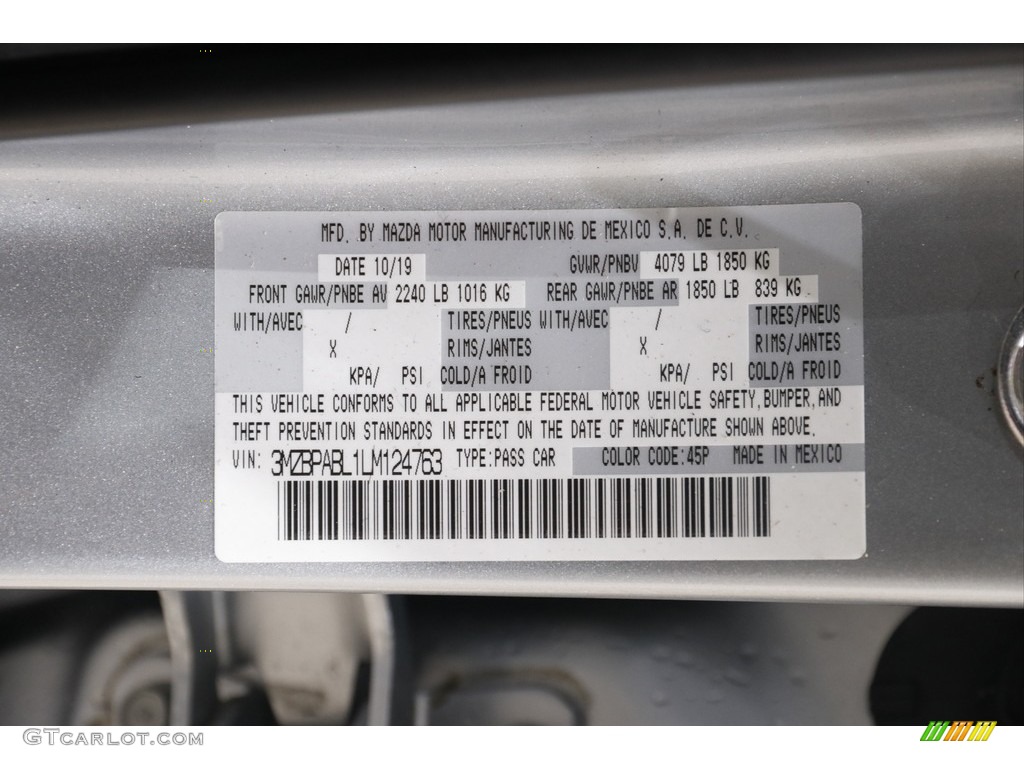 MFD. BY MAZDA MOTOR MANUFACTURING DE MEXICO S.A. DE C.V.
DATE 10/19 GVWR/PNBV 4079 LB 1850 KG
FRONT GAWR/PNBE AV 2240 LB 1016 KG REAR GAWR/PNBE AR 1850 LB 839 KG
WITH/AVEC / TIRES/PNEUS WITH/AVEC / TIRES/PNEUS
X RIMS/JANTES X RIMS/JANTES
KPA/ PSI COLD/A FROID KPA/ PSI COLD/A FROID
THIS VEHICLE CONFORMS TO ALL APPLICABLE FEDERAL MOTOR VEHICLE SAFETY, BUMPER, AND
THEFT PREVENTION STANDARDS IN EFFECT ON THE DATE OF MANUFACTURE SHOWN ABOVE.
VIN: 3MZBPABL1LM124763 TYPE:PASS CAR COLOR CODE:45P MADE IN MEXICO
GTCarlot.com